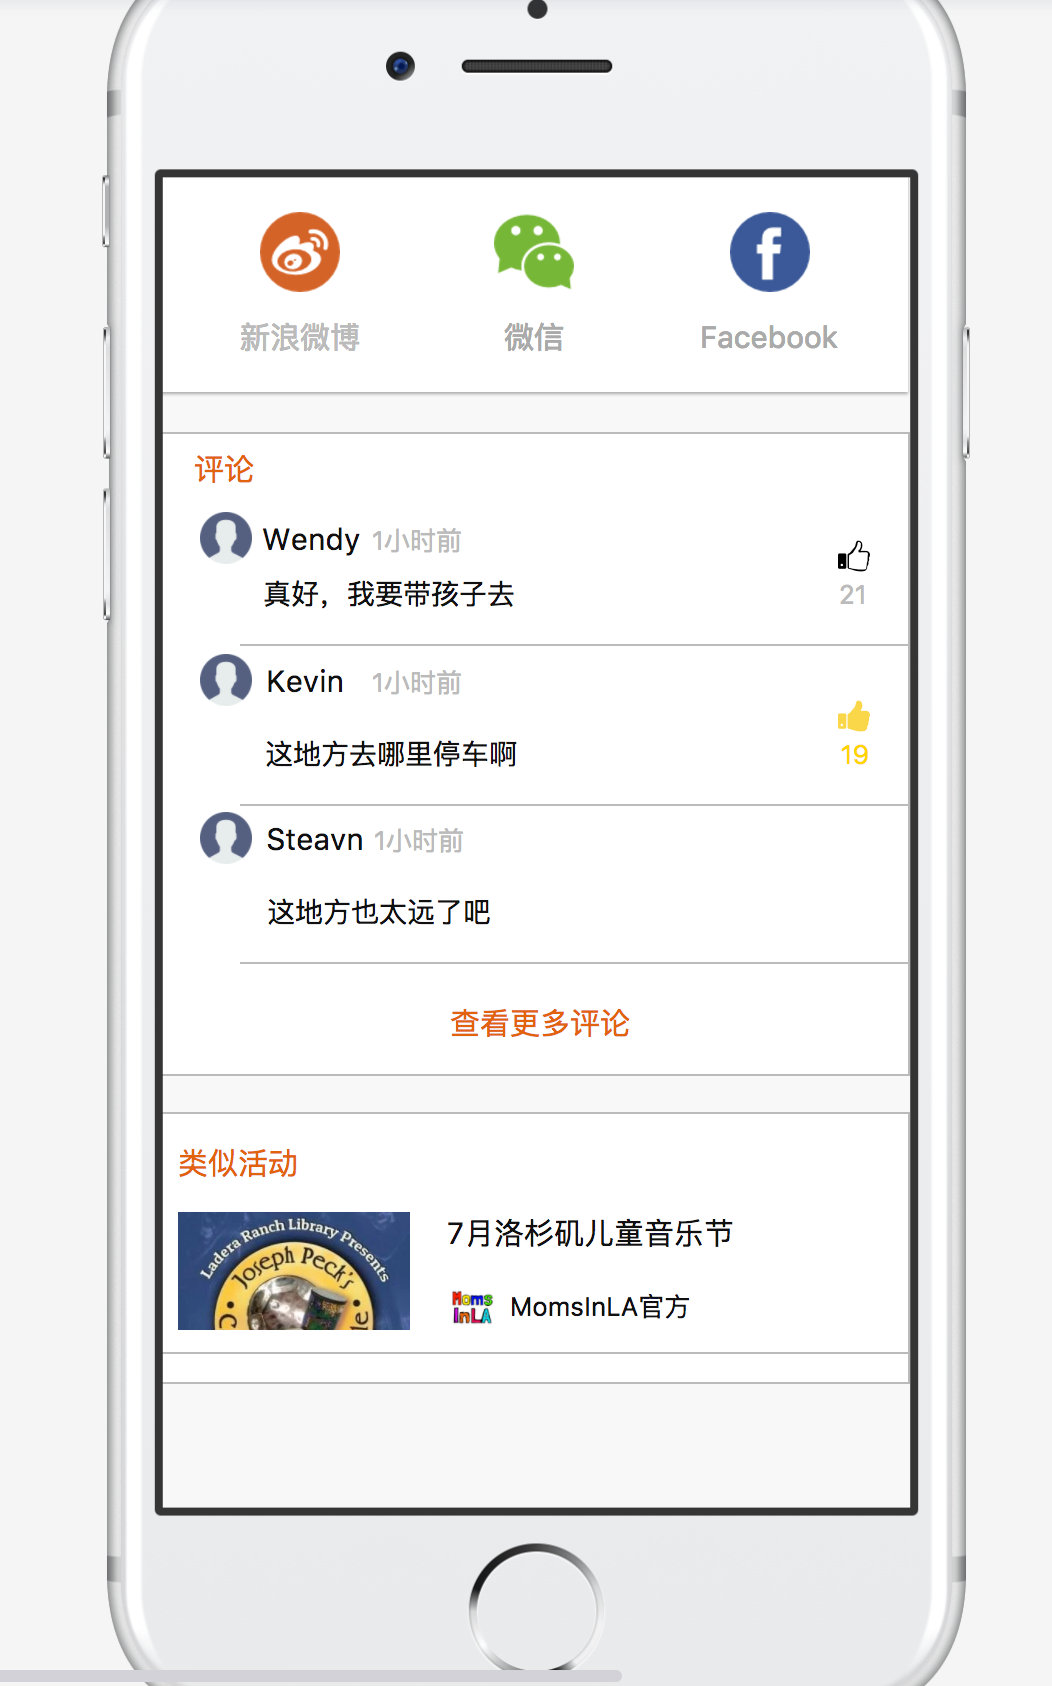 新浪微博
微信
Facebook
评论
Wendy 1小时前
真好，我要带孩子去
21
Kevin 1小时前
这地方去哪里停车啊
19
Steavn 1小时前
这地方也太远了吧
查看更多评论
类似活动
Ladera Ranch Library Presents
Joseph Peck's
7月洛杉矶儿童音乐节
Moms
InLA
MomsInLA官方